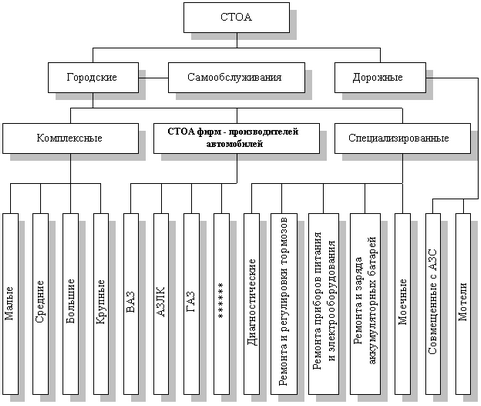 СТОА
Городские
Самообслуживания
Дорожные
Комплексные
СТОА фирм - производителей
автомобилей
Специализированные
Малые
Средние
Большие
Крупные
ВАЗ
АЗЛК
ГАЗ
******
Диагностические
Ремонта и регулировки тормозов
Ремонта приборов питания
и электрооборудования
Ремонта и заряда
аккумуляторных батарей
Моечные
Совмещенные с АЗС
Мотели